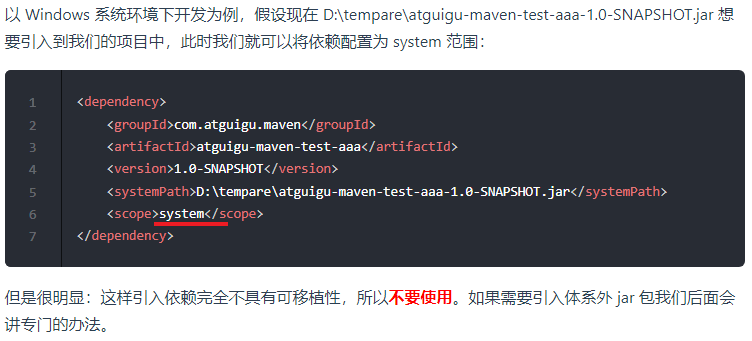 以 Windows 系统环境下开发为例，假设现在 D:\tempare\atguigu-maven-test-aaa-1.0-SNAPSHOT.jar 想
要引入到我们的项目中，此时我们就可以将依赖配置为 system 范围：
1 <dependency>
2     <groupId>com.atguigu.maven</groupId>
3     <artifactId>atguigu-maven-test-aaa</artifactId>
4     <version>1.0-SNAPSHOT</version>
5     <systemPath>D:\tempare\atguigu-maven-test-aaa-1.0-SNAPSHOT.jar</systemPath>
6     <scope>system</scope>
7 </dependency>
但是很明显：这样引入依赖完全不具有可移植性，所以不要使用。如果需要引入体系外 jar 包我们后面会
讲专门的办法。